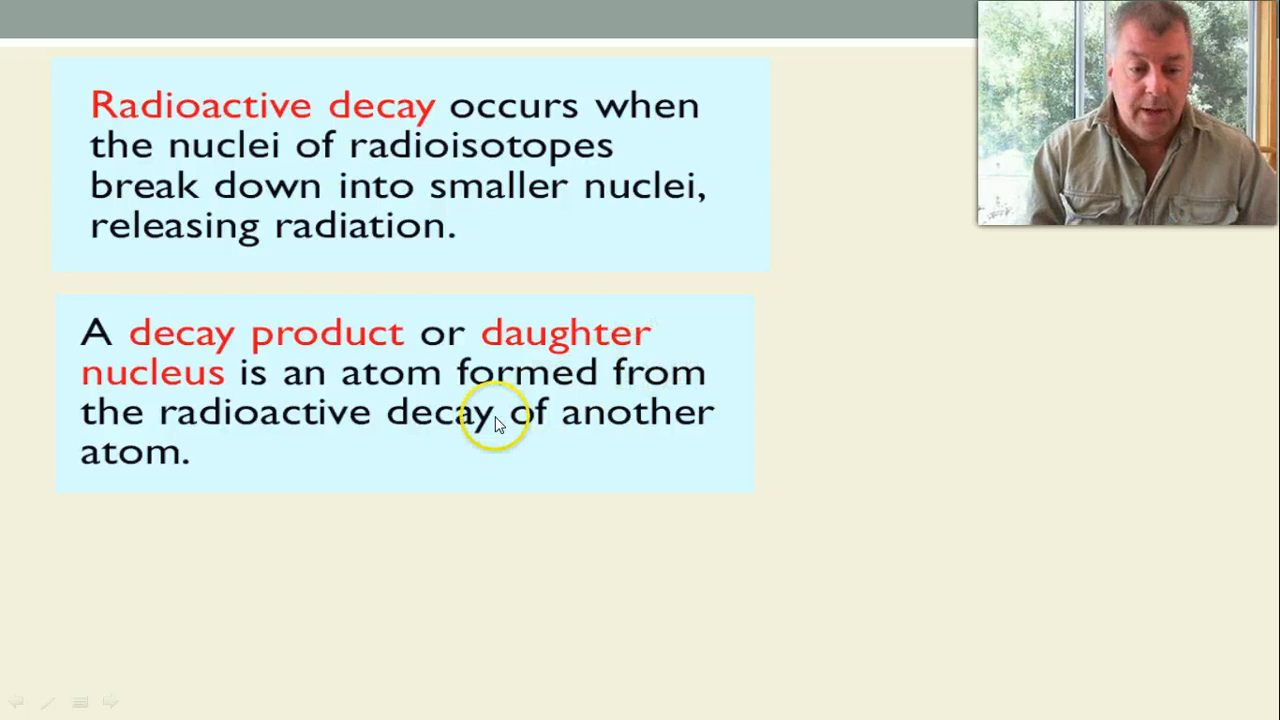 Radioactive decay occurs when
the nuclei of radioisotopes
break down into smaller nuclei,
releasing radiation.
A decay product or daughter
nucleus is an atom formed from
the radioactive decay of another
atom.